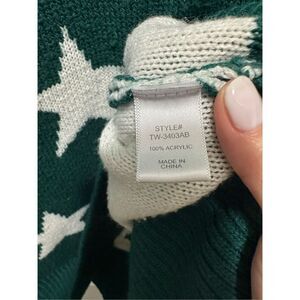 STYLE#
TW-3403AB
100% ACRYLIC
MADE IN
CHINA